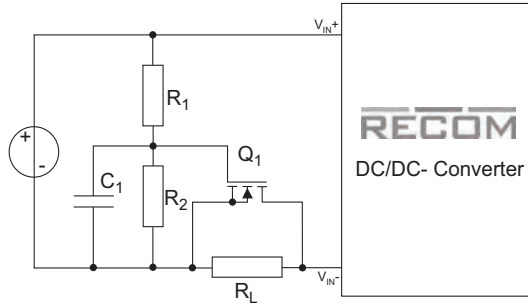 V_IN+
R_1
RECOM
DC/DC- Converter
+
-
C_1
R_2
Q_1
R_L
V_IN-